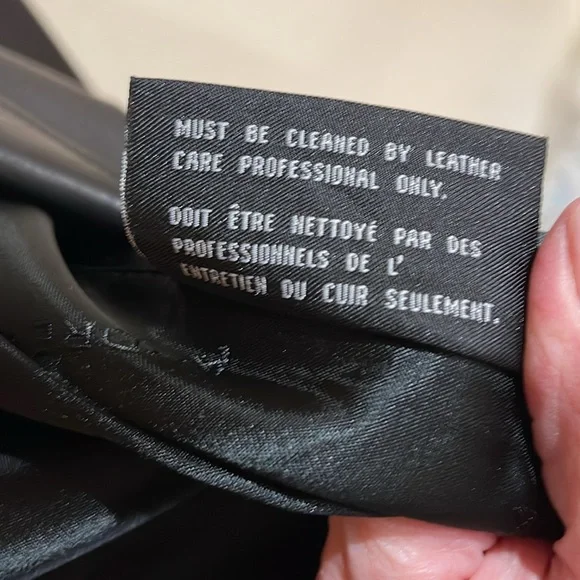 MUST BE CLEANED BY LEATHER
CARE PROFESSIONAL ONLY.
DOIT ÊTRE NETTOYÉ PAR DES
PROFESSIONNELS DE L'
ENTRETIEN DU CUIR SEULEMENT.